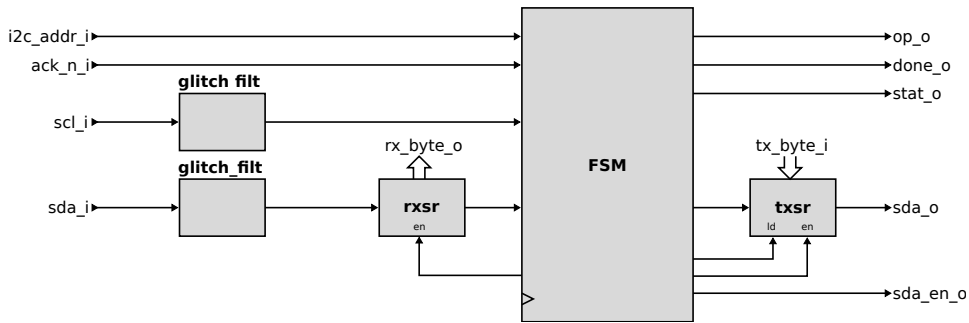 i2c_addr_i
op_o
ack_n_i
done_o
glitch filt
stat_o
scl_i
rx_byte_o
tx_byte_i
glitch_filt
FSM
sda_i
rxsr
en
txsr
ld en
sda_o
sda_en_o